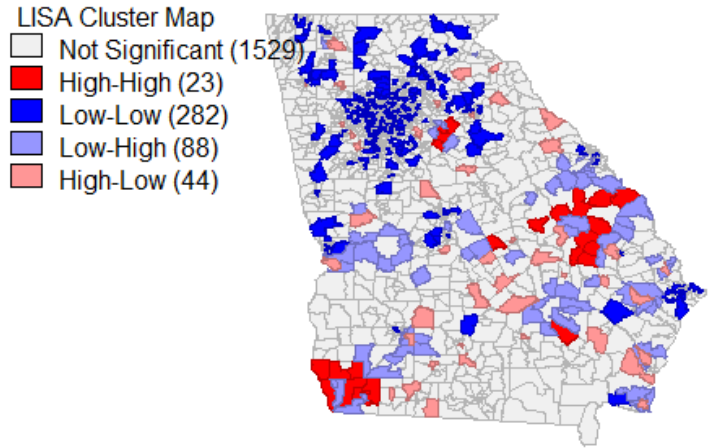 LISA Cluster Map
Not Significant (1529)
High-High (23)
Low-Low (282)
Low-High (88)
High-Low (44)